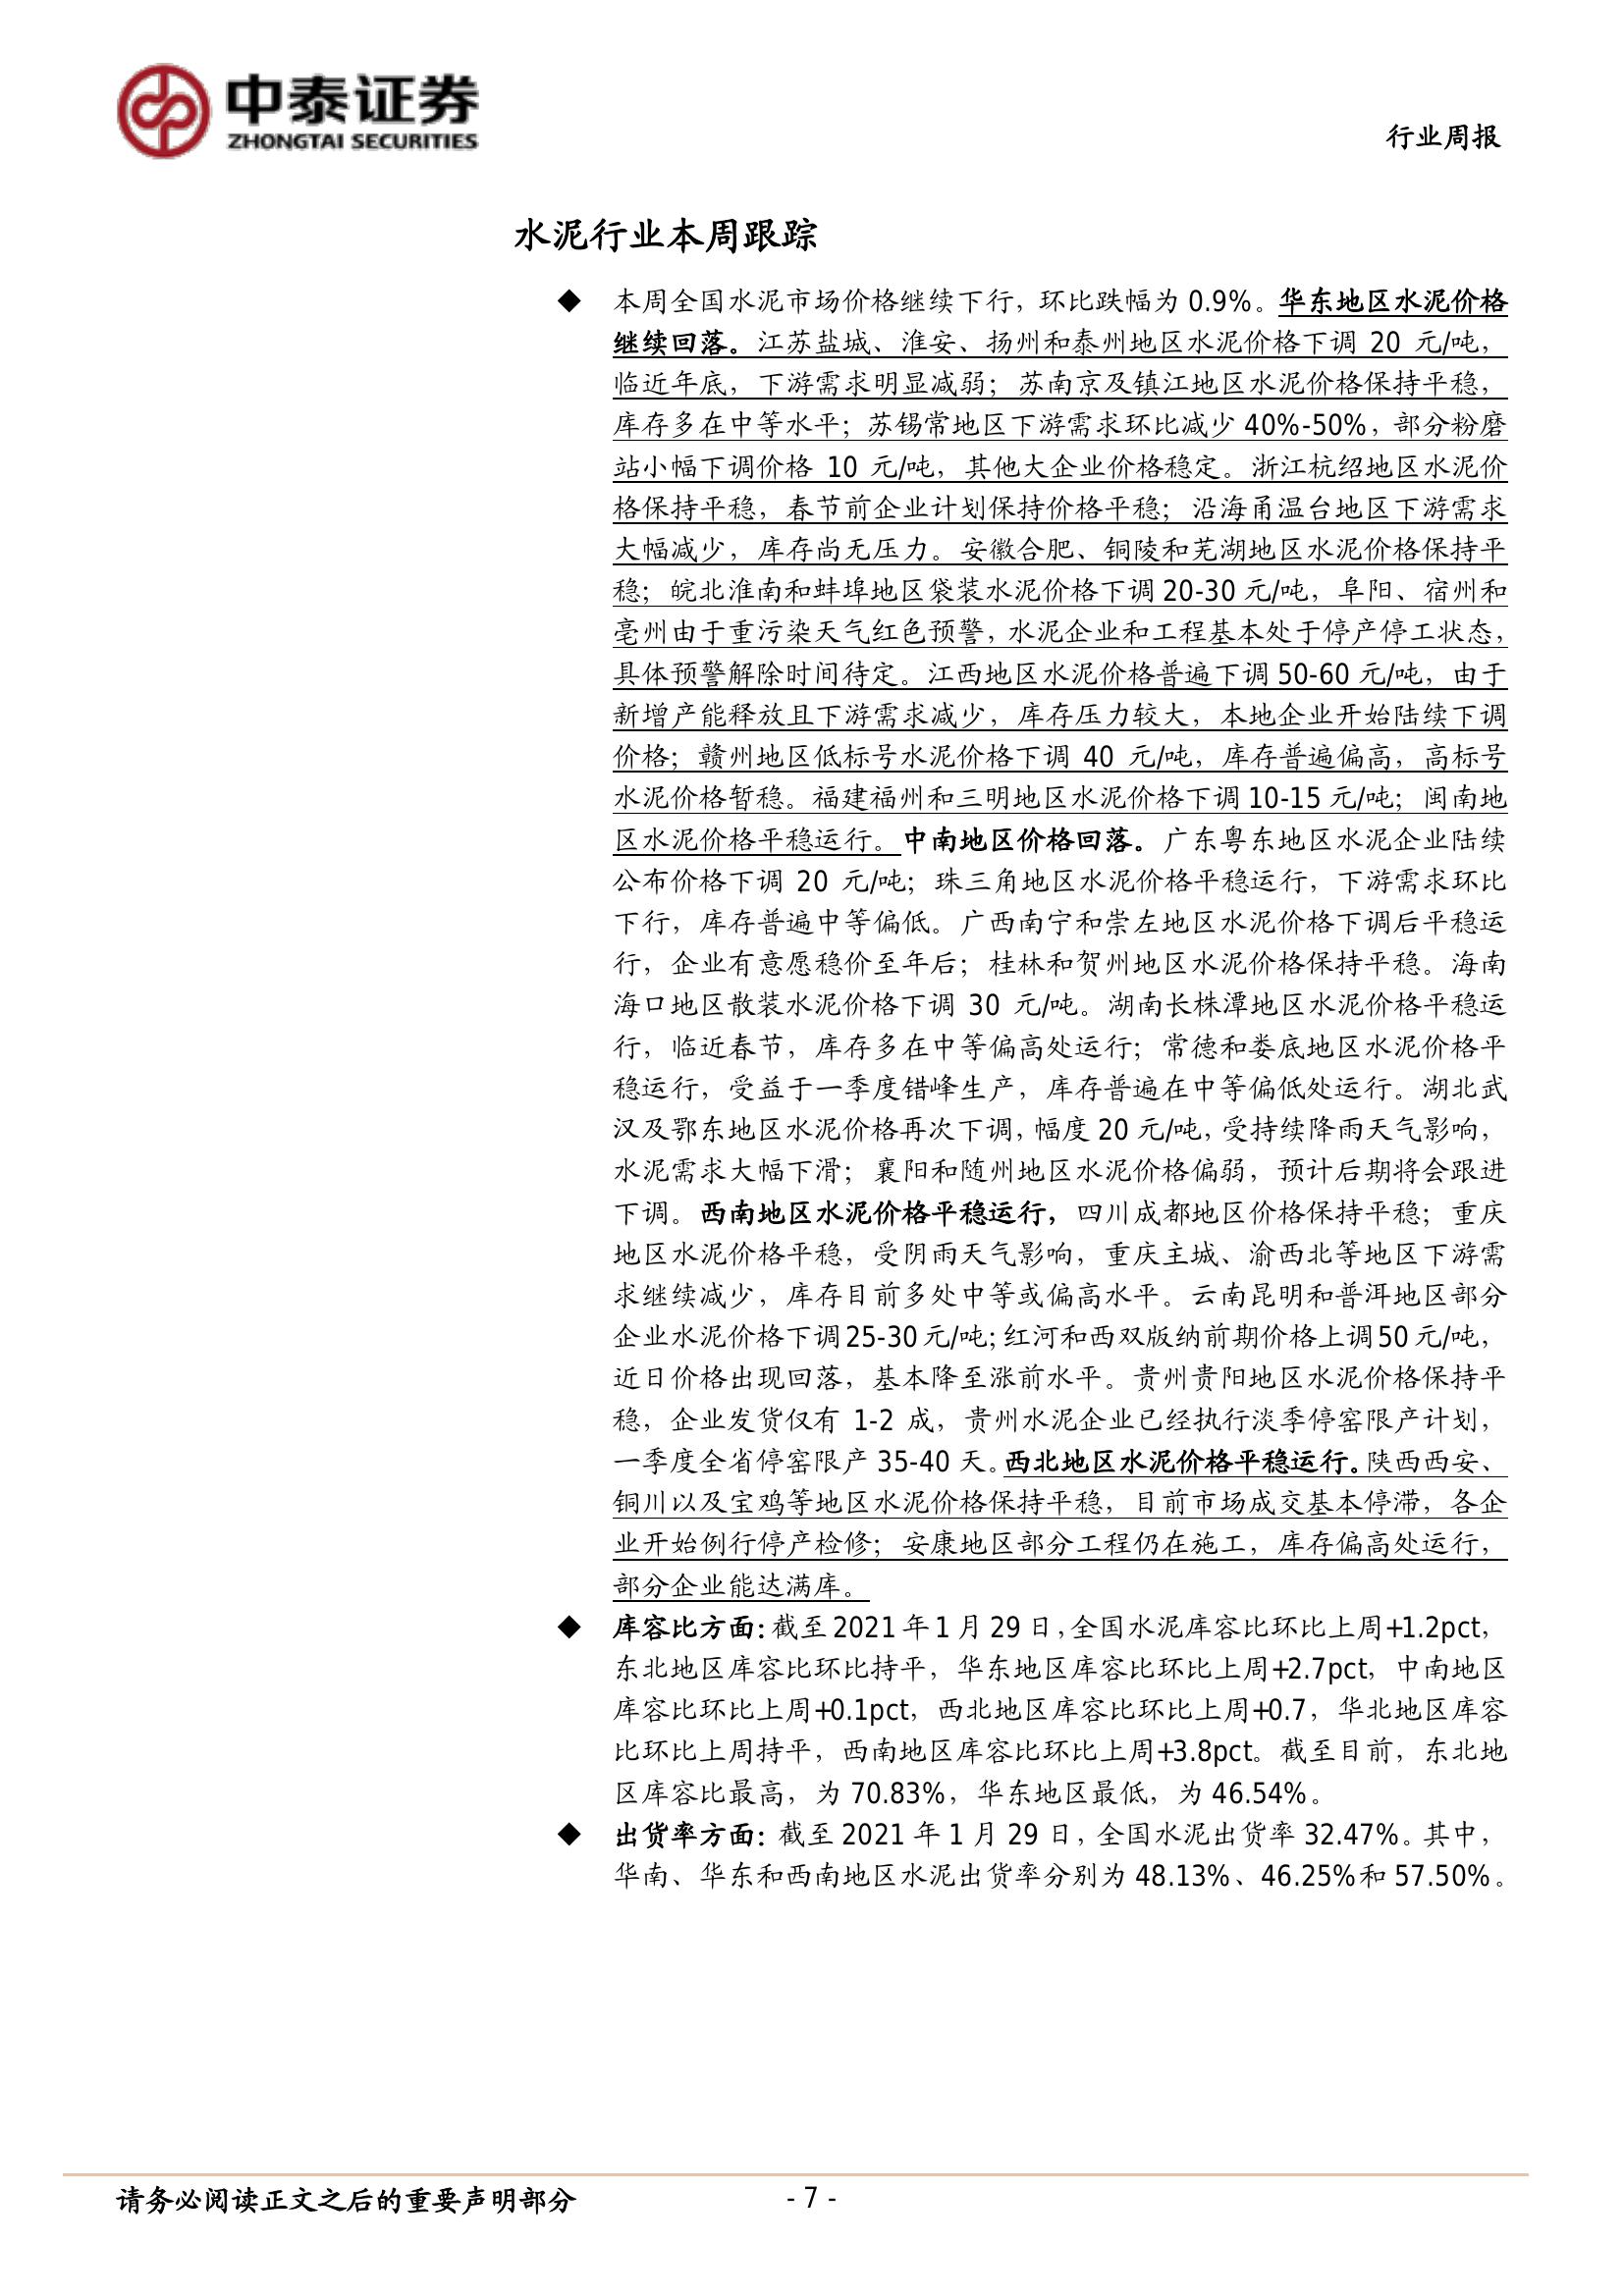 中泰证券
ZHONGTAI SECURITIES
行业周报
水泥行业本周跟踪
◆ 本周全国水泥市场价格继续下行，环比跌幅为 0.9%。华东地区水泥价格
继续回落。江苏盐城、淮安、扬州和泰州地区水泥价格下调 20 元/吨，
临近年底，下游需求明显减弱；苏南京及镇江地区水泥价格保持平稳，
库存多在中等水平；苏锡常地区下游需求环比减少 40%-50%，部分粉磨
站小幅下调价格 10 元/吨，其他大企业价格稳定。浙江杭绍地区水泥价
格保持平稳，春节前企业计划保持价格平稳；沿海甬温台地区下游需求
大幅减少，库存尚无压力。安徽合肥、铜陵和芜湖地区水泥价格保持平
稳；皖北淮南和蚌埠地区袋装水泥价格下调 20-30 元/吨，阜阳、宿州和
亳州由于重污染天气红色预警，水泥企业和工程基本处于停产停工状态，
具体预警解除时间待定。江西地区水泥价格普遍下调 50-60 元/吨，由于
新增产能释放且下游需求减少，库存压力较大，本地企业开始陆续下调
价格；赣州地区低标号水泥价格下调 40 元/吨，库存普遍偏高，高标号
水泥价格暂稳。福建福州和三明地区水泥价格下调 10-15 元/吨；闽南地
区水泥价格平稳运行。中南地区价格回落。广东粤东地区水泥企业陆续
公布价格下调 20 元/吨；珠三角地区水泥价格平稳运行，下游需求环比
下行，库存普遍中等偏低。广西南宁和崇左地区水泥价格下调后平稳运
行，企业有意愿稳价至年后；桂林和贺州地区水泥价格保持平稳。海南
海口地区散装水泥价格下调 30 元/吨。湖南长株潭地区水泥价格平稳运
行，临近春节，库存多在中等偏高处运行；常德和娄底地区水泥价格平
稳运行，受益于一季度错峰生产，库存普遍在中等偏低处运行。湖北武
汉及鄂东地区水泥价格再次下调，幅度 20 元/吨，受持续降雨天气影响，
水泥需求大幅下滑；襄阳和随州地区水泥价格偏弱，预计后期将会跟进
下调。西南地区水泥价格平稳运行，四川成都地区价格保持平稳；重庆
地区水泥价格平稳，受阴雨天气影响，重庆主城、渝西北等地区下游需
求继续减少，库存目前多处中等或偏高水平。云南昆明和普洱地区部分
企业水泥价格下调 25-30 元/吨；红河和西双版纳前期价格上调 50 元/吨，
近日价格出现回落，基本降至涨前水平。贵州贵阳地区水泥价格保持平
稳，企业发货仅有 1-2 成，贵州水泥企业已经执行淡季停窑限产计划，
一季度全省停窑限产 35-40 天。西北地区水泥价格平稳运行。陕西西安、
铜川以及宝鸡等地区水泥价格保持平稳，目前市场成交基本停滞，各企
业开始例行停产检修；安康地区部分工程仍在施工，库存偏高处运行，
部分企业能达满库。
◆ 库容比方面：截至 2021 年 1 月 29 日，全国水泥库容比环比上周+1.2pct，
东北地区库容比环比持平，华东地区库容比环比上周+2.7pct，中南地区
库容比环比上周+0.1pct，西北地区库容比环比上周+0.7，华北地区库容
比环比上周持平，西南地区库容比环比上周+3.8pct。截至目前，东北地
区库容比最高，为 70.83%，华东地区最低，为 46.54%。
◆ 出货率方面：截至 2021 年 1 月 29 日，全国水泥出货率 32.47%。其中，
华南、华东和西南地区水泥出货率分别为 48.13%、46.25%和 57.50%。
请务必阅读正文之后的重要声明部分
- 7 -